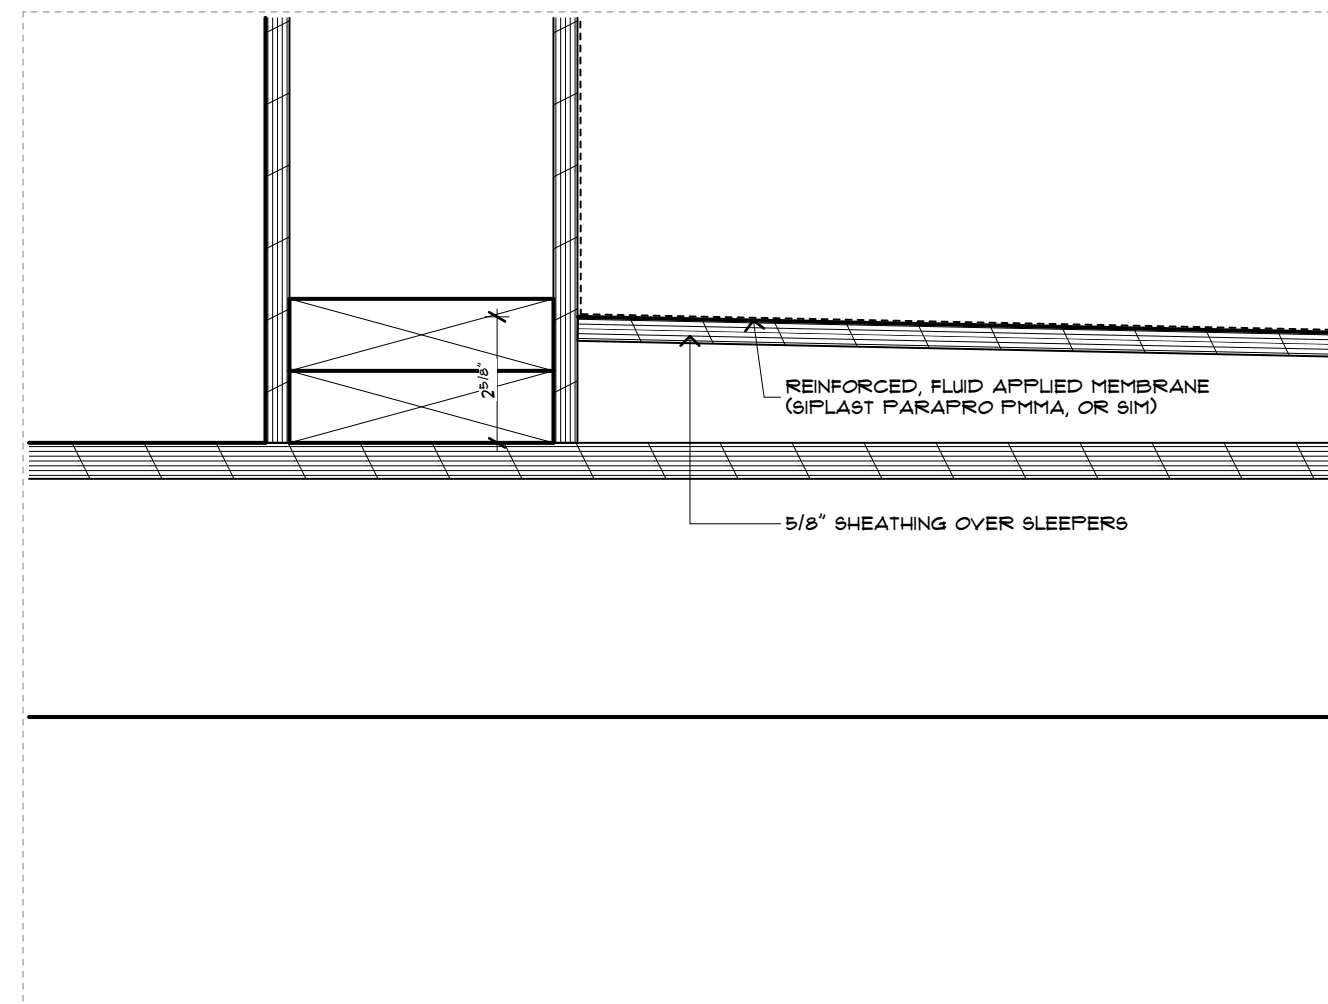 2 5/8"
REINFORCED, FLUID APPLIED MEMBRANE
(SIPLAST PARAPRO PMMA, OR SIM)
5/8" SHEATHING OVER SLEEPERS